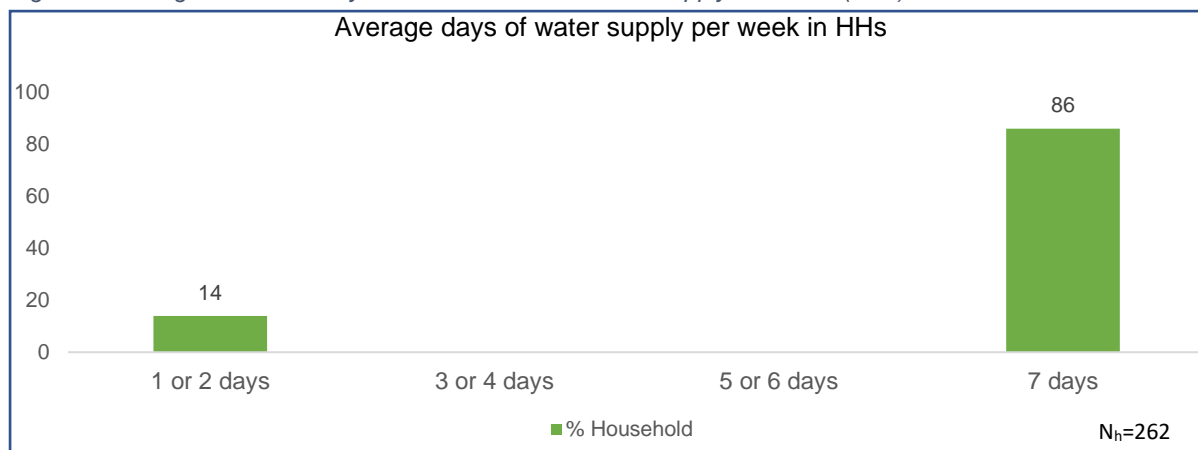 Average days of water supply per week in HHs
100
80
60
40
20
0
14
86
1 or 2 days
3 or 4 days
5 or 6 days
7 days
% Household
Nh=262